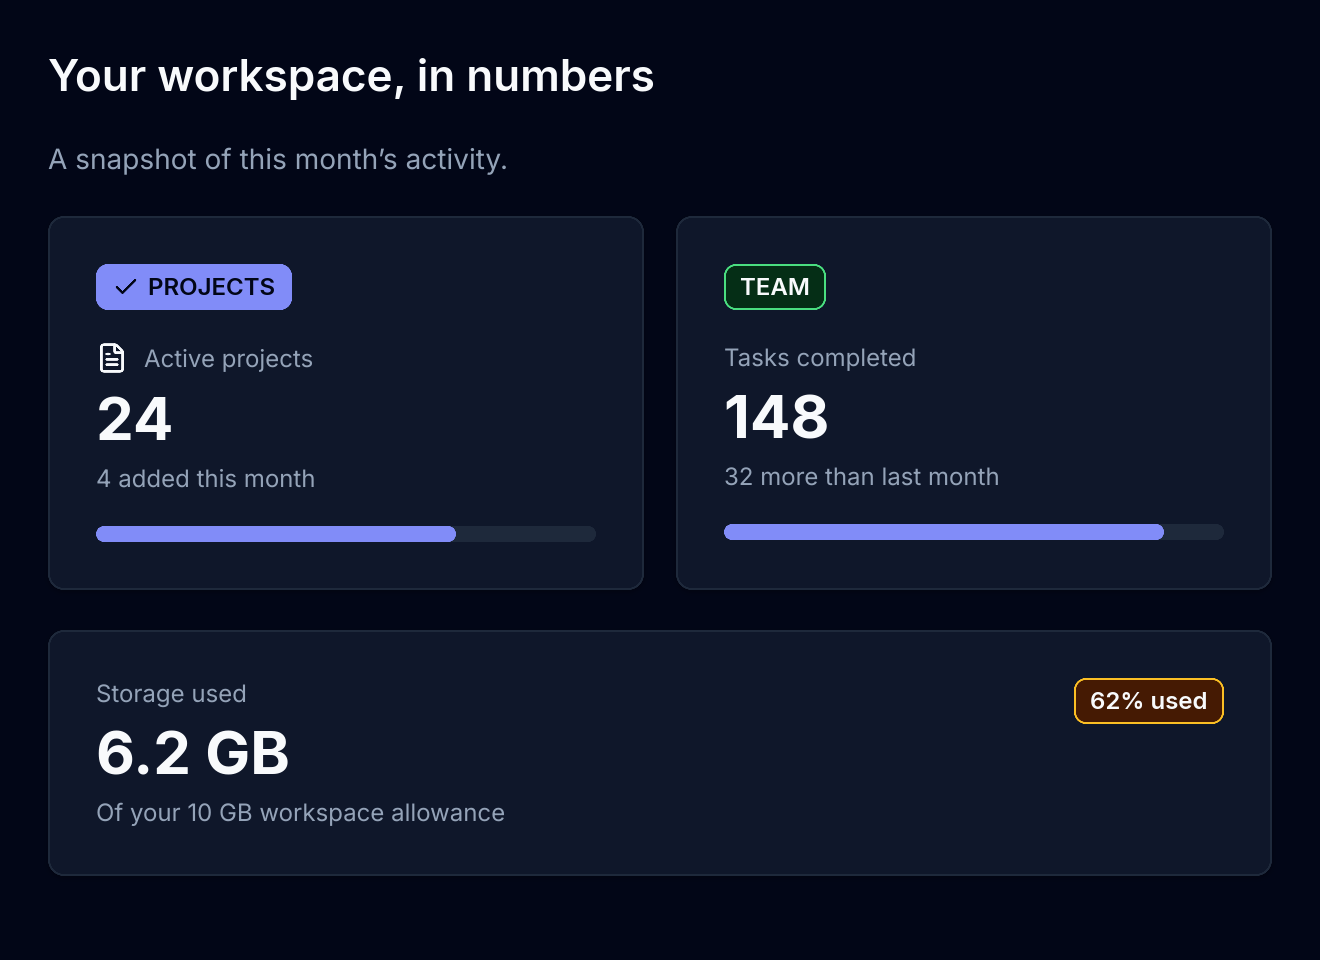 Your workspace, in numbers
A snapshot of this month’s activity.
PROJECTS
Active projects
24
4 added this month
TEAM
Tasks completed
148
32 more than last month
Storage used
6.2 GB
Of your 10 GB workspace allowance
62% used